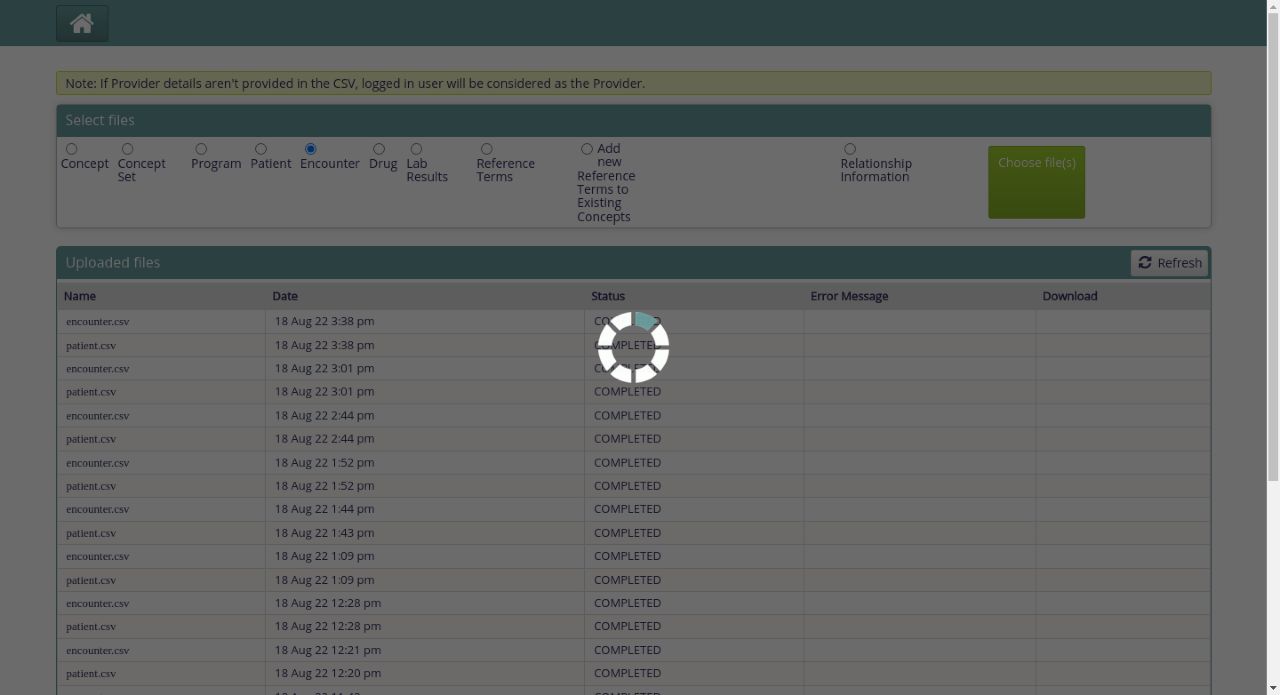 Note: If Provider details aren't provided in the CSV, logged in user will be considered as the Provider.
Select files
Concept
Concept Set
Program
Patient
Encounter
Drug
Lab Results
Reference Terms
Add new Reference Terms to Existing Concepts
Relationship Information
Choose file(s)
Uploaded files
Refresh
Name Date Status Error Message Download
encounter.csv 18 Aug 22 3:38 pm
patient.csv 18 Aug 22 3:38 pm COMPLETED
encounter.csv 18 Aug 22 3:01 pm COMPLETED
patient.csv 18 Aug 22 3:01 pm COMPLETED
encounter.csv 18 Aug 22 2:44 pm COMPLETED
patient.csv 18 Aug 22 2:44 pm COMPLETED
encounter.csv 18 Aug 22 1:52 pm COMPLETED
patient.csv 18 Aug 22 1:52 pm COMPLETED
encounter.csv 18 Aug 22 1:44 pm COMPLETED
patient.csv 18 Aug 22 1:43 pm COMPLETED
encounter.csv 18 Aug 22 1:09 pm COMPLETED
patient.csv 18 Aug 22 1:09 pm COMPLETED
encounter.csv 18 Aug 22 12:28 pm COMPLETED
patient.csv 18 Aug 22 12:28 pm COMPLETED
encounter.csv 18 Aug 22 12:21 pm COMPLETED
patient.csv 18 Aug 22 12:20 pm COMPLETED